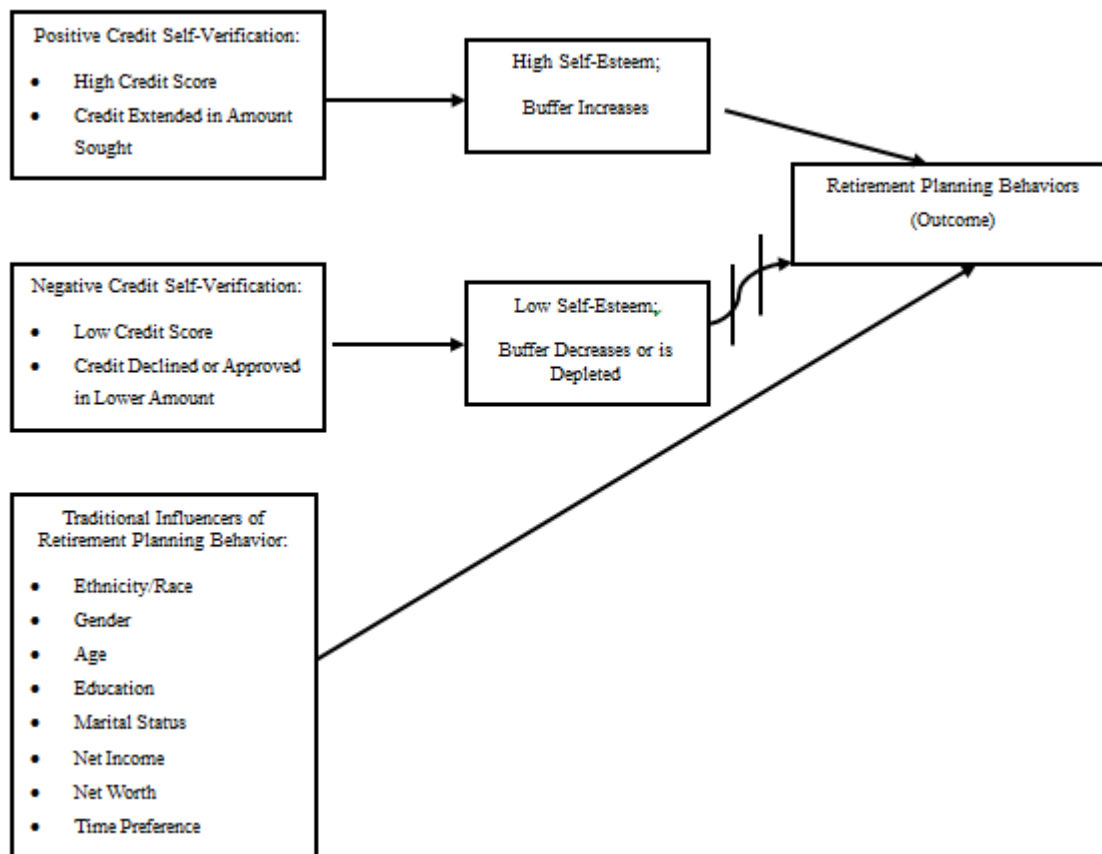 Positive Credit Self-Verification:
● High Credit Score
● Credit Extended in Amount
Sought
High Self-Esteem;
Buffer Increases
Retirement Planning Behaviors
(Outcome)
Negative Credit Self-Verification:
● Low Credit Score
● Credit Declined or Approved
in Lower Amount
Low Self-Esteem;
Buffer Decreases or is
Depleted
Traditional Influencers of
Retirement Planning Behavior:
● Ethnicity/Race
● Gender
● Age
● Education
● Marital Status
● Net Income
● Net Worth
● Time Preference